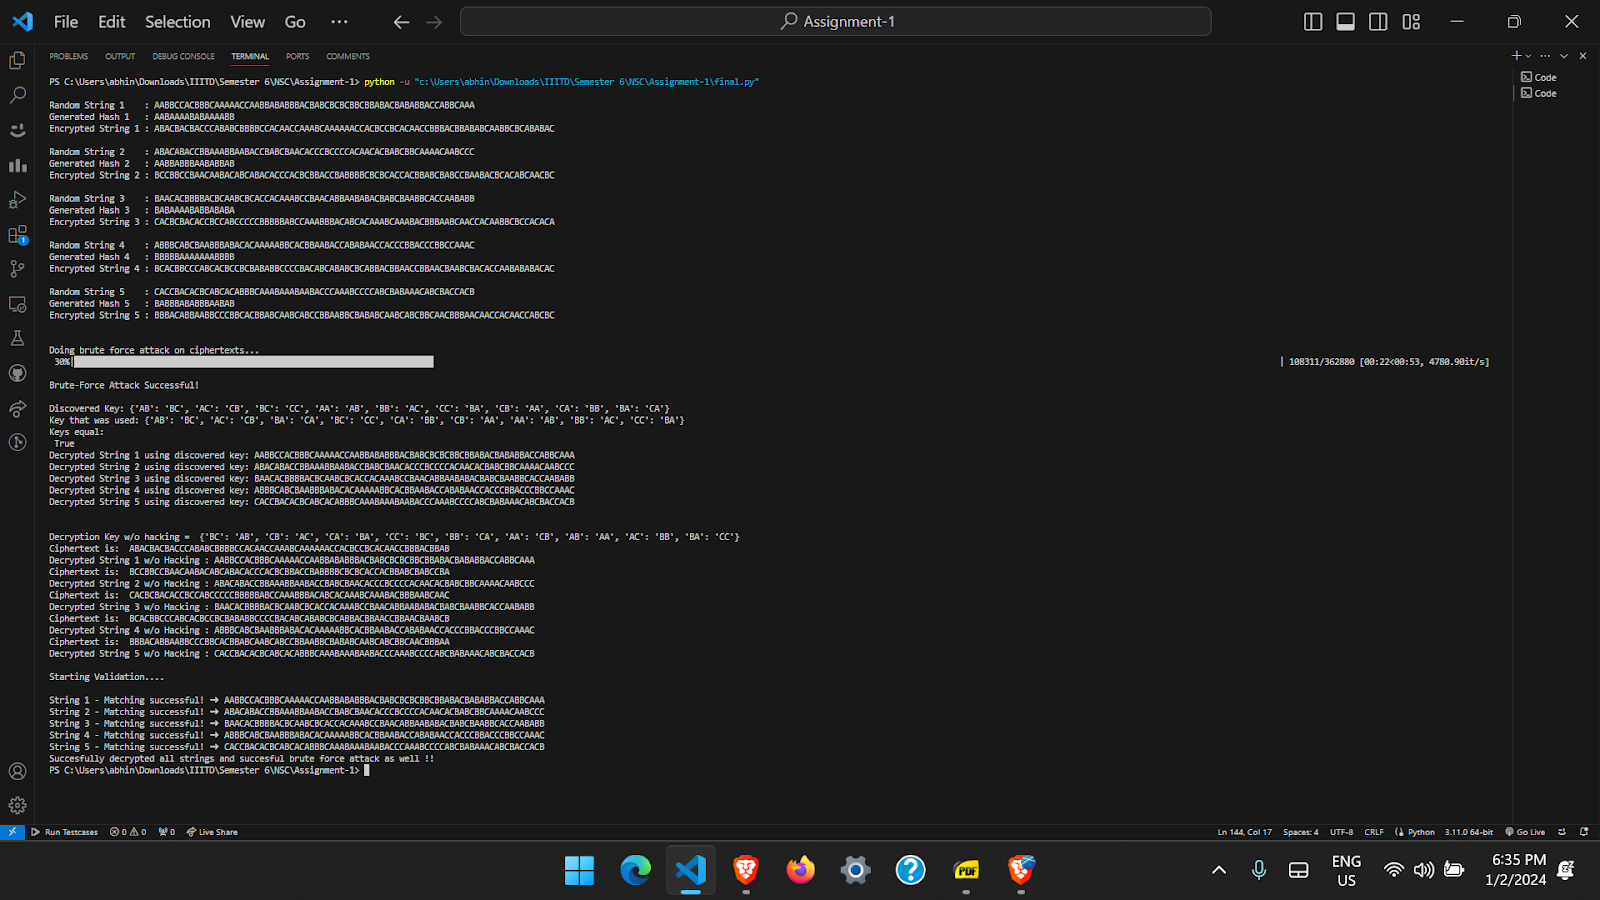 File Edit Selection View Go ··· Assignment-1
PROBLEMS OUTPUT DEBUG CONSOLE TERMINAL PORTS COMMENTS
PS C:\Users\abhin\Downloads\IIITD\Semester 6\NSC\Assignment-1> python -u "c:\Users\abhin\Downloads\IIITD\Semester 6\NSC\Assignment-1\final.py"
Code
Code
Random String 1 : AABBCCACBBBCAAAAACCAABBABABBBACBABCBCBCBBCBBABACBABABBACCABBCAAA
Generated Hash 1 : AABAAAABABAAAABB
Encrypted String 1 :
Random String 2 : ABACABACCBBAAABBAABACCBABCBAACACCCBCCCCACAACACBABCBBCAAAACAABCCC
Generated Hash 2 : AABBABBBAABABBAB
Encrypted String 2 :
Random String 3 : BAACACBBBBACBCAABCBCACCACAAABCCBAACABBAABABACBABCBAABBCACCAABABB
Generated Hash 3 : BABAAAABABBABABA
Encrypted String 3 :
Random String 4 : ABBBCABCBAABBBABACACAAAAABBCACBBAABACCABABAACCACCCBBACCCBBCCAAAC
Generated Hash 4 : BBBBBAAAAAAABBBB
Encrypted String 4 :
Random String 5 : CACCBACACBCABCACABBBCAAABAAABAABACCCAAABCCCCABCBABAAACABCBACCACB
Generated Hash 5 : BABBBABABBBAABAB
Encrypted String 5 :
Doing brute force attack on ciphertexts...
30%| | 108311/362880 [00:22<00:53, 4780.90it/s]
Brute-Force Attack Successful!
Discovered Key: {'AB': 'BC', 'AC': 'CB', 'BC': 'CC', 'AA': 'AB', 'BB': 'AC', 'CC': 'BA', 'CB': 'AA', 'CA': 'BB', 'BA': 'CA'}
Key that was used: {'AB': 'BC', 'AC': 'CB', 'BA': 'CA', 'BC': 'CC', 'CA': 'BB', 'CB': 'AA', 'AA': 'AB', 'BB': 'AC', 'CC': 'BA'}
Keys equal:
True
Decrypted String 1 using discovered key: AABBCCACBBBCAAAAACCAABBABABBBACBABCBCBCBBCBBABACBABABBACCABBCAAA
Decrypted String 2 using discovered key: ABACABACCBBAAABBAABACCBABCBAACACCCBCCCCACAACACBABCBBCAAAACAABCCC
Decrypted String 3 using discovered key: BAACACBBBBACBCAABCBCACCACAAABCCBAACABBAABABACBABCBAABBCACCAABABB
Decrypted String 4 using discovered key: ABBBCABCBAABBBABACACAAAAABBCACBBAABACCABABAACCACCCBBACCCBBCCAAAC
Decrypted String 5 using discovered key: CACCBACACBCABCACABBBCAAABAAABAABACCCAAABCCCCABCBABAAACABCBACCACB
Decryption Key w/o hacking = {'BC': 'AB', 'CB': 'AC', 'CA': 'BA', 'CC': 'BC', 'BB': 'CA', 'AA': 'CB', 'AB': 'AA', 'AC': 'BB', 'BA': 'CC'}
Ciphertext is:
Decrypted String 1 w/o Hacking : AABBCCACBBBCAAAAACCAABBABABBBACBABCBCBCBBCBBABACBABABBACCABBCAAA
Ciphertext is:
Decrypted String 2 w/o Hacking : ABACABACCBBAAABBAABACCBABCBAACACCCBCCCCACAACACBABCBBCAAAACAABCCC
Ciphertext is:
Decrypted String 3 w/o Hacking : BAACACBBBBACBCAABCBCACCACAAABCCBAACABBAABABACBABCBAABBCACCAABABB
Ciphertext is:
Decrypted String 4 w/o Hacking : ABBBCABCBAABBBABACACAAAAABBCACBBAABACCABABAACCACCCBBACCCBBCCAAAC
Ciphertext is:
Decrypted String 5 w/o Hacking : CACCBACACBCABCACABBBCAAABAAABAABACCCAAABCCCCABCBABAAACABCBACCACB
Starting Validation....
String 1 - Matching successful! → AABBCCACBBBCAAAAACCAABBABABBBACBABCBCBCBBCBBABACBABABBACCABBCAAA
String 2 - Matching successful! → ABACABACCBBAAABBAABACCBABCBAACACCCBCCCCACAACACBABCBBCAAAACAABCCC
String 3 - Matching successful! → BAACACBBBBACBCAABCBCACCACAAABCCBAACABBAABABACBABCBAABBCACCAABABB
String 4 - Matching successful! → ABBBCABCBAABBBABACACAAAAABBCACBBAABACCABABAACCACCCBBACCCBBCCAAAC
String 5 - Matching successful! → CACCBACACBCABCACABBBCAAABAAABAABACCCAAABCCCCABCBABAAACABCBACCACB
Succesfully decrypted all strings and succesful brute force attack as well !!
PS C:\Users\abhin\Downloads\IIITD\Semester 6\NSC\Assignment-1>
Run Testcases 0 0 0 Live Share Ln 144, Col 17 Spaces: 4 UTF-8 CRLF Python 3.11.0 64-bit Go Live
PDF
ENG
US
6:35 PM
1/2/2024